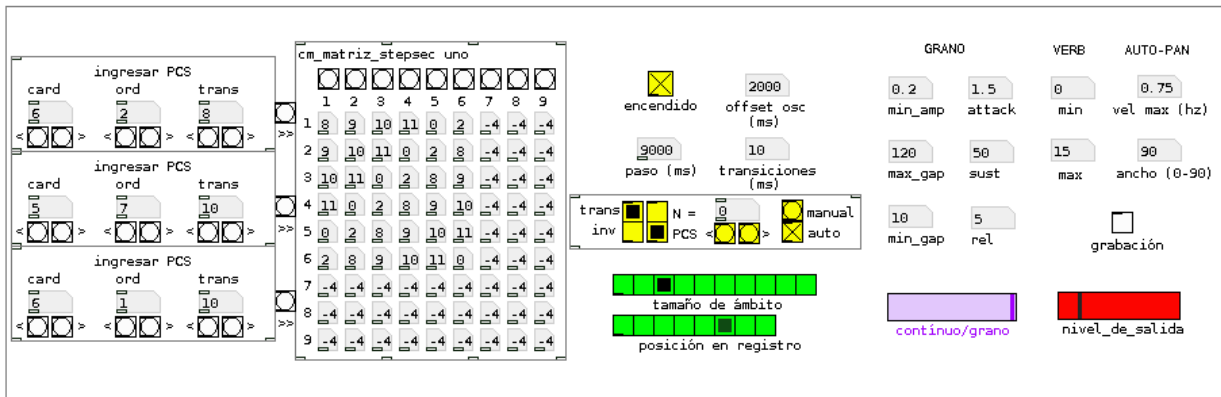 ingresar PCS
card ord trans
6 2 8
< > < > < >
>>
ingresar PCS
card ord trans
5 7 10
< > < > < >
>>
ingresar PCS
card ord trans
6 1 10
< > < > < >
>>
cm_matriz_stepsec uno
1 2 3 4 5 6 7 8 9
1 8 9 10 11 0 2 -4 -4 -4
2 9 10 11 0 2 8 -4 -4 -4
3 10 11 0 2 8 9 -4 -4 -4
4 11 0 2 8 9 10 -4 -4 -4
5 0 2 8 9 10 11 -4 -4 -4
6 2 8 9 10 11 0 -4 -4 -4
7 -4 -4 -4 -4 -4 -4 -4 -4 -4
8 -4 -4 -4 -4 -4 -4 -4 -4 -4
9 -4 -4 -4 -4 -4 -4 -4 -4 -4
encendido
2000
offset osc
(ms)
9000
paso (ms)
10
transiciones
(ms)
trans N = 0 manual
inv PCS < > auto
tamaño de ámbito
posición en registro
GRANO
0.2 1.5
min_amp attack
120 50
max_gap sust
10 5
min_gap rel
contínuo/grano
VERB
0
min
15
max
AUTO-PAN
0.75
vel max (hz)
90
ancho (0-90)
grabación
nivel_de_salida